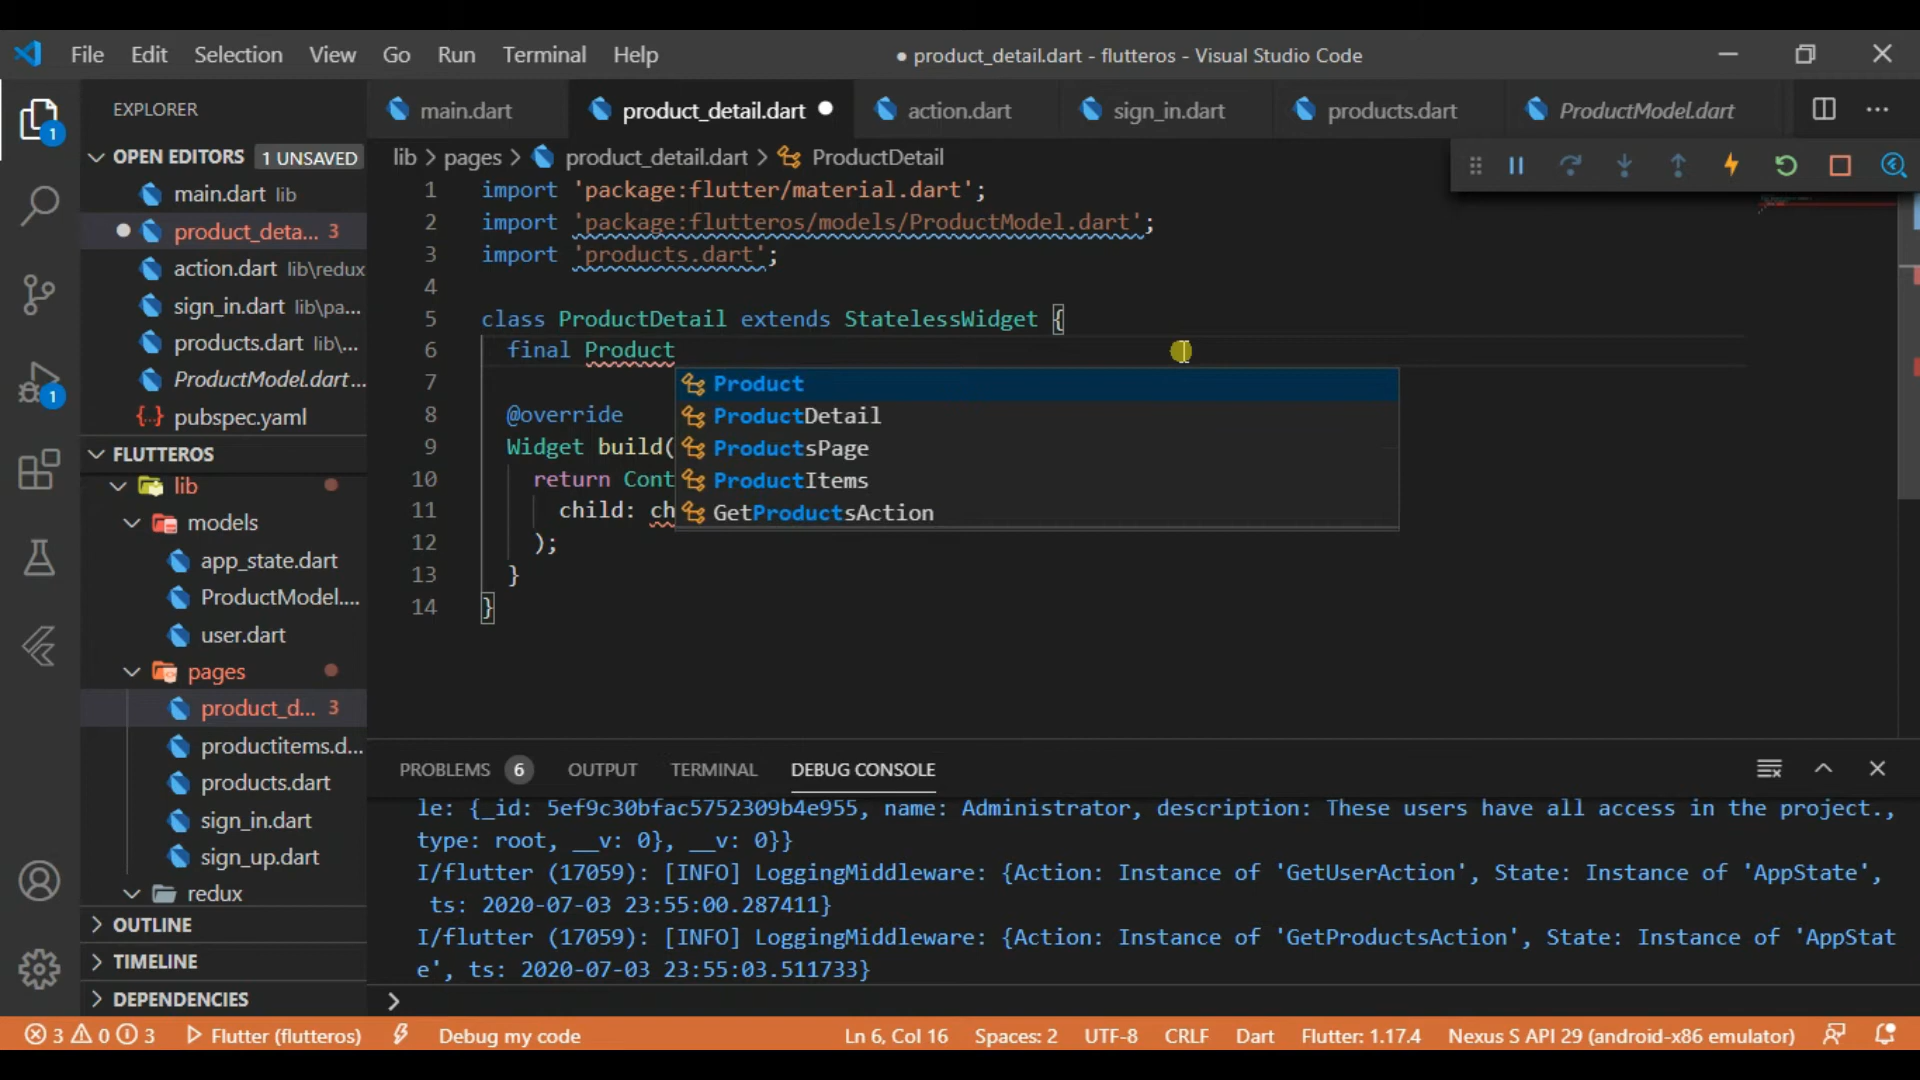 File Edit Selection View Go Run Terminal Help
● product_detail.dart - flutteros - Visual Studio Code
EXPLORER
OPEN EDITORS 1 UNSAVED
main.dart lib
product_deta... 3
action.dart lib\redux
sign_in.dart lib\pa...
products.dart lib\...
ProductModel.dart...
pubspec.yaml
FLUTTEROS
lib
models
app_state.dart
ProductModel....
user.dart
pages
product_d... 3
productitems.d...
products.dart
sign_in.dart
sign_up.dart
redux
OUTLINE
TIMELINE
DEPENDENCIES
1
1
main.dart product_detail.dart action.dart sign_in.dart products.dart ProductModel.dart
lib > pages > product_detail.dart > ProductDetail
1 import 'package:flutter/material.dart';
2 import 'package:flutteros/models/ProductModel.dart';
3 import 'products.dart';
4
5 class ProductDetail extends StatelessWidget {
6 final Product
7
8 @override
9 Widget build(
10 return Cont
11 child: ch
12 );
13 }
14 }
Product
ProductDetail
ProductsPage
ProductItems
GetProductsAction
PROBLEMS 6 OUTPUT TERMINAL DEBUG CONSOLE
le: {_id: 5ef9c30bfac5752309b4e955, name: Administrator, description: These users have all access in the project.,
type: root, __v: 0}, __v: 0}}
I/flutter (17059): [INFO] LoggingMiddleware: {Action: Instance of 'GetUserAction', State: Instance of 'AppState',
ts: 2020-07-03 23:55:00.287411}
I/flutter (17059): [INFO] LoggingMiddleware: {Action: Instance of 'GetProductsAction', State: Instance of 'AppStat
e', ts: 2020-07-03 23:55:03.511733}
>
3 0 3 Flutter (flutteros) Debug my code Ln 6, Col 16 Spaces: 2 UTF-8 CRLF Dart Flutter: 1.17.4 Nexus S API 29 (android-x86 emulator)